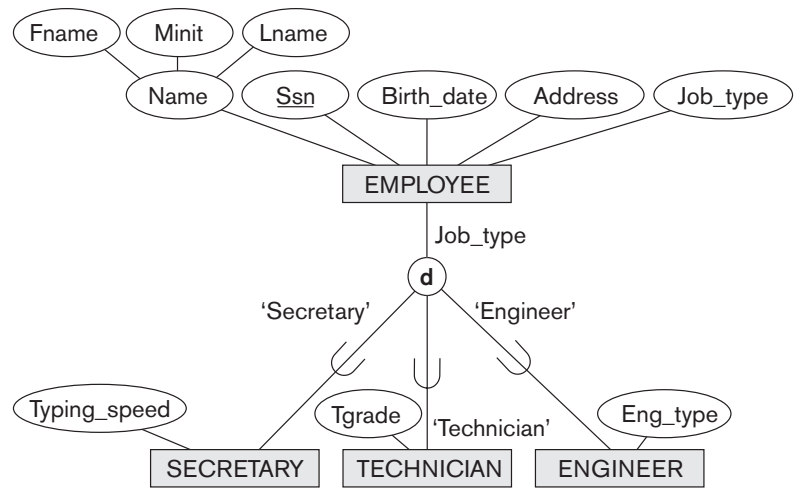 Fname
Minit
Lname
Name
Ssn
Birth_date
Address
Job_type
EMPLOYEE
Job_type
d
‘Secretary’
‘Engineer’
Typing_speed
Tgrade
‘Technician’
Eng_type
SECRETARY
TECHNICIAN
ENGINEER